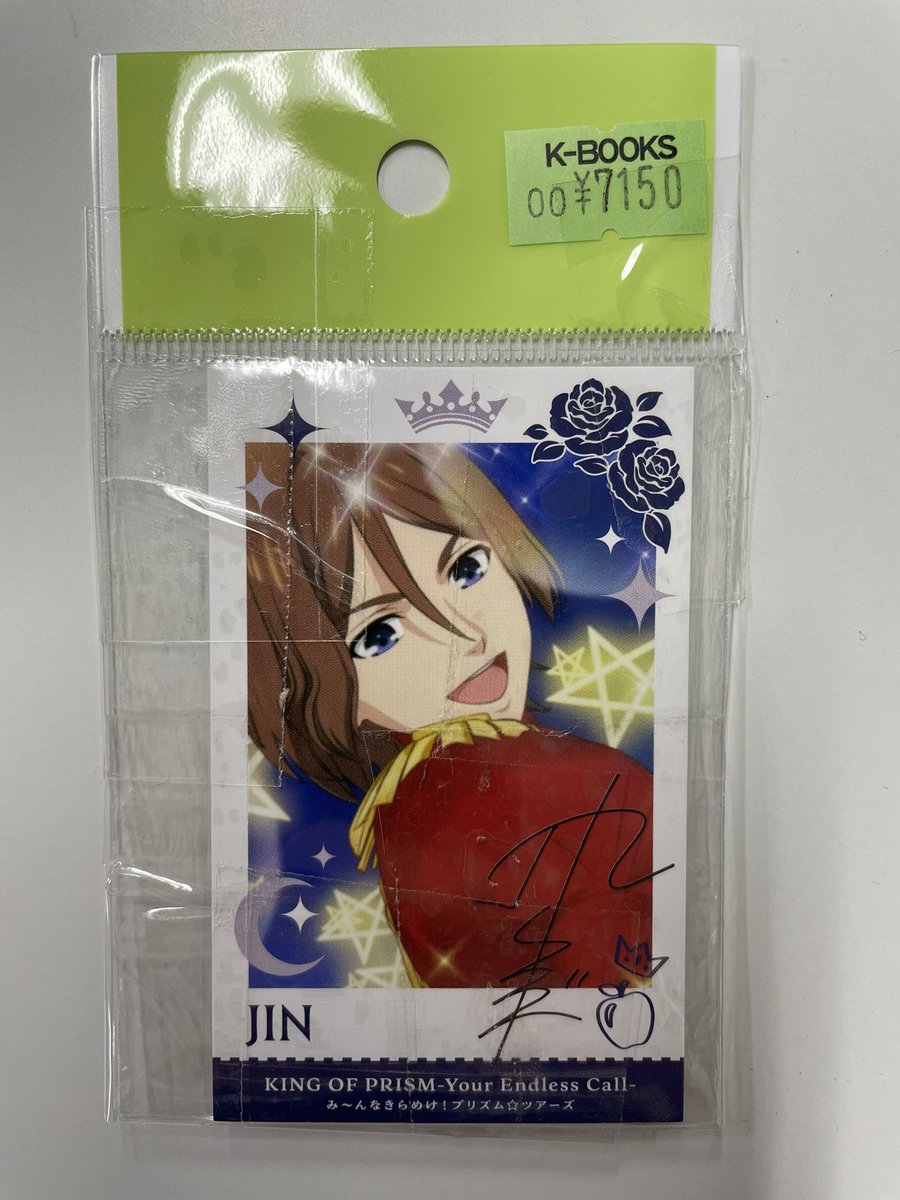 K-BOOKS
00¥7150
JIN
KING OF PRISM-Your Endless Call-
み〜んなきらめけ！プリズム☆ツアーズ